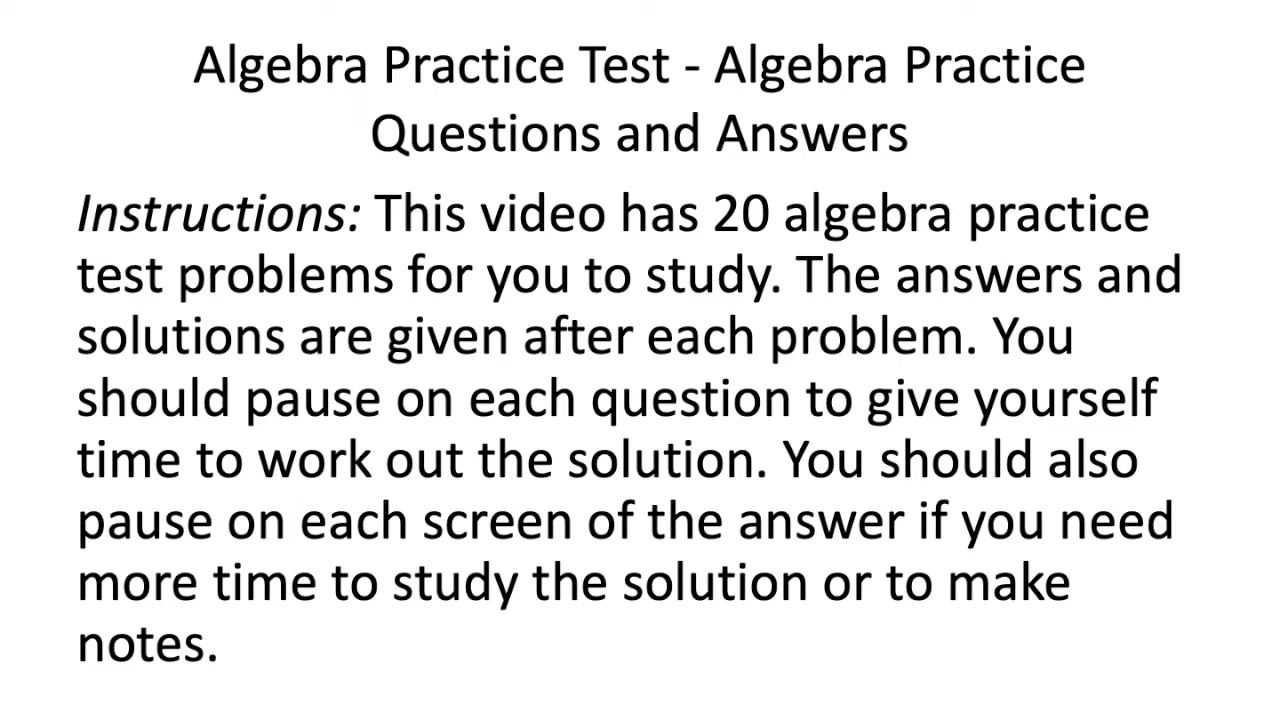 Algebra Practice Test - Algebra Practice
Questions and Answers
Instructions: This video has 20 algebra practice
test problems for you to study. The answers and
solutions are given after each problem. You
should pause on each question to give yourself
time to work out the solution. You should also
pause on each screen of the answer if you need
more time to study the solution or to make
notes.